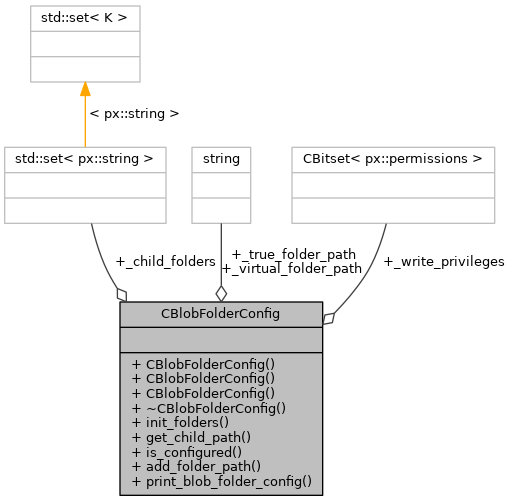 std::set< K >
< px::string >
std::set< px::string >
string
CBitset< px::permissions >
+_child_folders
+_true_folder_path
+_virtual_folder_path
+_write_privileges
CBlobFolderConfig
+ CBlobFolderConfig()
+ CBlobFolderConfig()
+ CBlobFolderConfig()
+ ~CBlobFolderConfig()
+ init_folders()
+ get_child_path()
+ is_configured()
+ add_folder_path()
+ print_blob_folder_config()